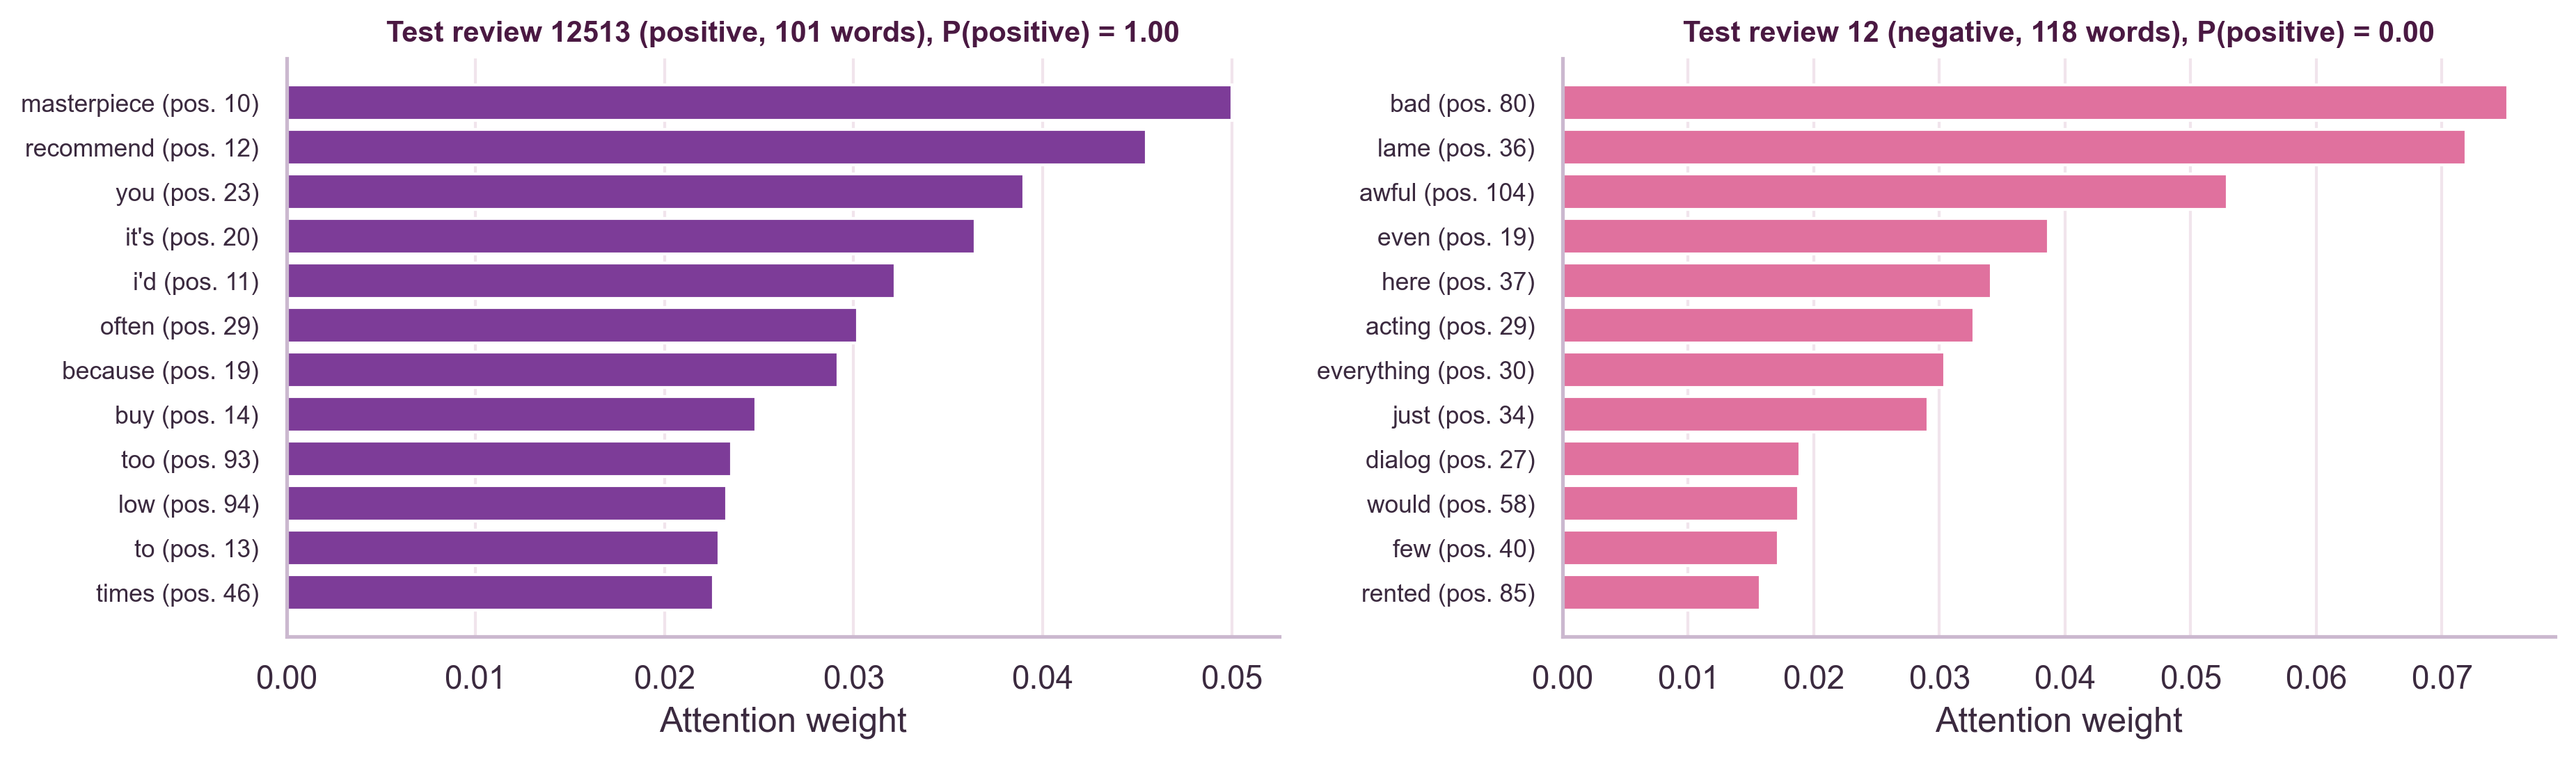 Test review 12513 (positive, 101 words), P(positive) = 1.00
masterpiece (pos. 10)
recommend (pos. 12)
you (pos. 23)
it's (pos. 20)
i'd (pos. 11)
often (pos. 29)
because (pos. 19)
buy (pos. 14)
too (pos. 93)
low (pos. 94)
to (pos. 13)
times (pos. 46)
0.00 0.01 0.02 0.03 0.04 0.05
Attention weight
Test review 12 (negative, 118 words), P(positive) = 0.00
bad (pos. 80)
lame (pos. 36)
awful (pos. 104)
even (pos. 19)
here (pos. 37)
acting (pos. 29)
everything (pos. 30)
just (pos. 34)
dialog (pos. 27)
would (pos. 58)
few (pos. 40)
rented (pos. 85)
0.00 0.01 0.02 0.03 0.04 0.05 0.06 0.07
Attention weight